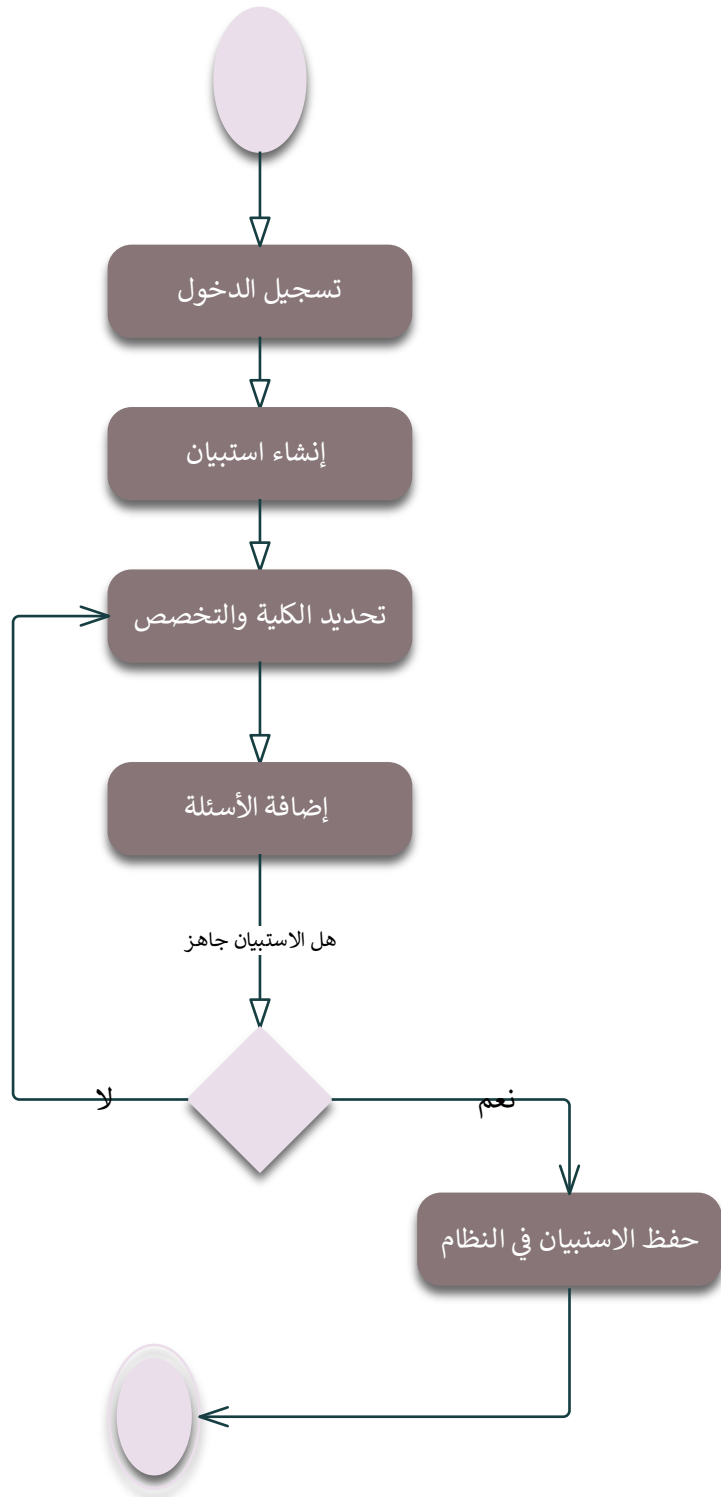 تسجيل الدخول
إنشاء استبيان
تحديد الكلية والتخصص
إضافة الأسئلة
هل الاستبيان جاهز
نعم
لا
حفظ الاستبيان في النظام